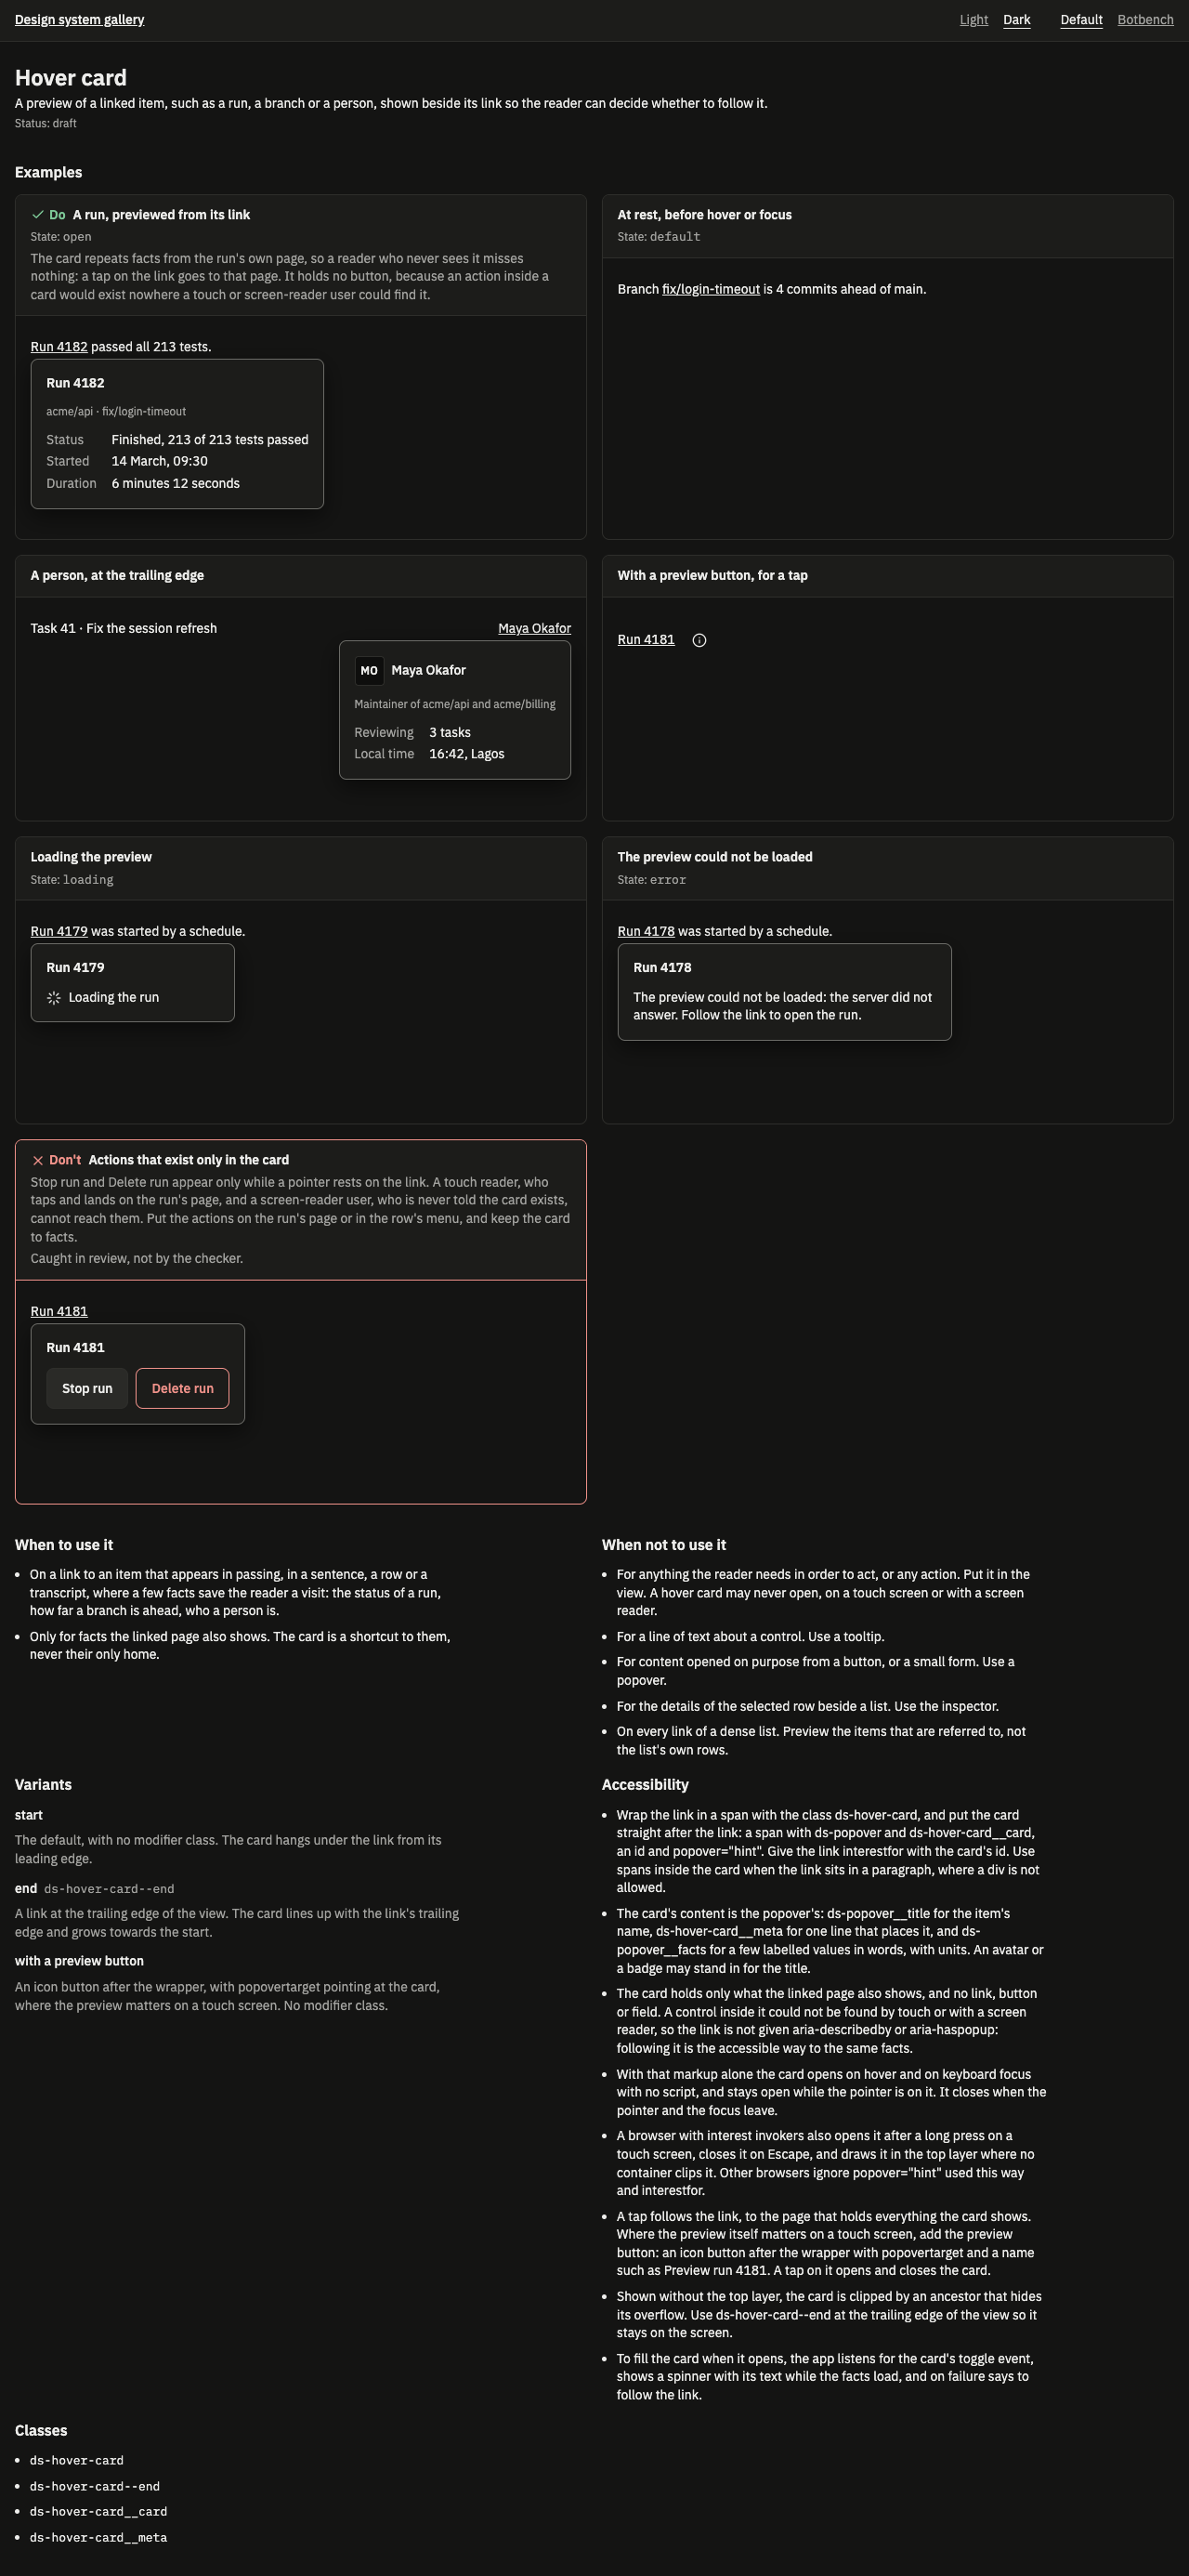 Design system gallery
Light Dark Default Botbench
Hover card
A preview of a linked item, such as a run, a branch or a person, shown beside its link so the reader can decide whether to follow it.
Status: draft
Examples
Do A run, previewed from its link
State: open
The card repeats facts from the run's own page, so a reader who never sees it misses
nothing: a tap on the link goes to that page. It holds no button, because an action inside a
card would exist nowhere a touch or screen-reader user could find it.
Run 4182 passed all 213 tests.
Run 4182
acme/api · fix/login-timeout
Status Finished, 213 of 213 tests passed
Started 14 March, 09:30
Duration 6 minutes 12 seconds
At rest, before hover or focus
State: default
Branch fix/login-timeout is 4 commits ahead of main.
A person, at the trailing edge
Task 41 · Fix the session refresh Maya Okafor
MO Maya Okafor
Maintainer of acme/api and acme/billing
Reviewing 3 tasks
Local time 16:42, Lagos
With a preview button, for a tap
Run 4181
Loading the preview
State: loading
Run 4179 was started by a schedule.
Run 4179
Loading the run
The preview could not be loaded
State: error
Run 4178 was started by a schedule.
Run 4178
The preview could not be loaded: the server did not
answer. Follow the link to open the run.
Don't Actions that exist only in the card
Stop run and Delete run appear only while a pointer rests on the link. A touch reader, who
taps and lands on the run's page, and a screen-reader user, who is never told the card exists,
cannot reach them. Put the actions on the run's page or in the row's menu, and keep the card
to facts.
Caught in review, not by the checker.
Run 4181
Run 4181
Stop run Delete run
When to use it
• On a link to an item that appears in passing, in a sentence, a row or a
transcript, where a few facts save the reader a visit: the status of a run,
how far a branch is ahead, who a person is.
• Only for facts the linked page also shows. The card is a shortcut to them,
never their only home.
When not to use it
• For anything the reader needs in order to act, or any action. Put it in the
view. A hover card may never open, on a touch screen or with a screen
reader.
• For a line of text about a control. Use a tooltip.
• For content opened on purpose from a button, or a small form. Use a
popover.
• For the details of the selected row beside a list. Use the inspector.
• On every link of a dense list. Preview the items that are referred to, not
the list's own rows.
Variants
start
The default, with no modifier class. The card hangs under the link from its
leading edge.
end ds-hover-card--end
A link at the trailing edge of the view. The card lines up with the link's trailing
edge and grows towards the start.
with a preview button
An icon button after the wrapper, with popovertarget pointing at the card,
where the preview matters on a touch screen. No modifier class.
Accessibility
• Wrap the link in a span with the class ds-hover-card, and put the card
straight after the link: a span with ds-popover and ds-hover-card__card,
an id and popover="hint". Give the link interestfor with the card's id. Use
spans inside the card when the link sits in a paragraph, where a div is not
allowed.
• The card's content is the popover's: ds-popover__title for the item's
name, ds-hover-card__meta for one line that places it, and ds-
popover__facts for a few labelled values in words, with units. An avatar or
a badge may stand in for the title.
• The card holds only what the linked page also shows, and no link, button
or field. A control inside it could not be found by touch or with a screen
reader, so the link is not given aria-describedby or aria-haspopup:
following it is the accessible way to the same facts.
• With that markup alone the card opens on hover and on keyboard focus
with no script, and stays open while the pointer is on it. It closes when the
pointer and the focus leave.
• A browser with interest invokers also opens it after a long press on a
touch screen, closes it on Escape, and draws it in the top layer where no
container clips it. Other browsers ignore popover="hint" used this way
and interestfor.
• A tap follows the link, to the page that holds everything the card shows.
Where the preview itself matters on a touch screen, add the preview
button: an icon button after the wrapper with popovertarget and a name
such as Preview run 4181. A tap on it opens and closes the card.
• Shown without the top layer, the card is clipped by an ancestor that hides
its overflow. Use ds-hover-card--end at the trailing edge of the view so it
stays on the screen.
• To fill the card when it opens, the app listens for the card's toggle event,
shows a spinner with its text while the facts load, and on failure says to
follow the link.
Classes
• ds-hover-card
• ds-hover-card--end
• ds-hover-card__card
• ds-hover-card__meta